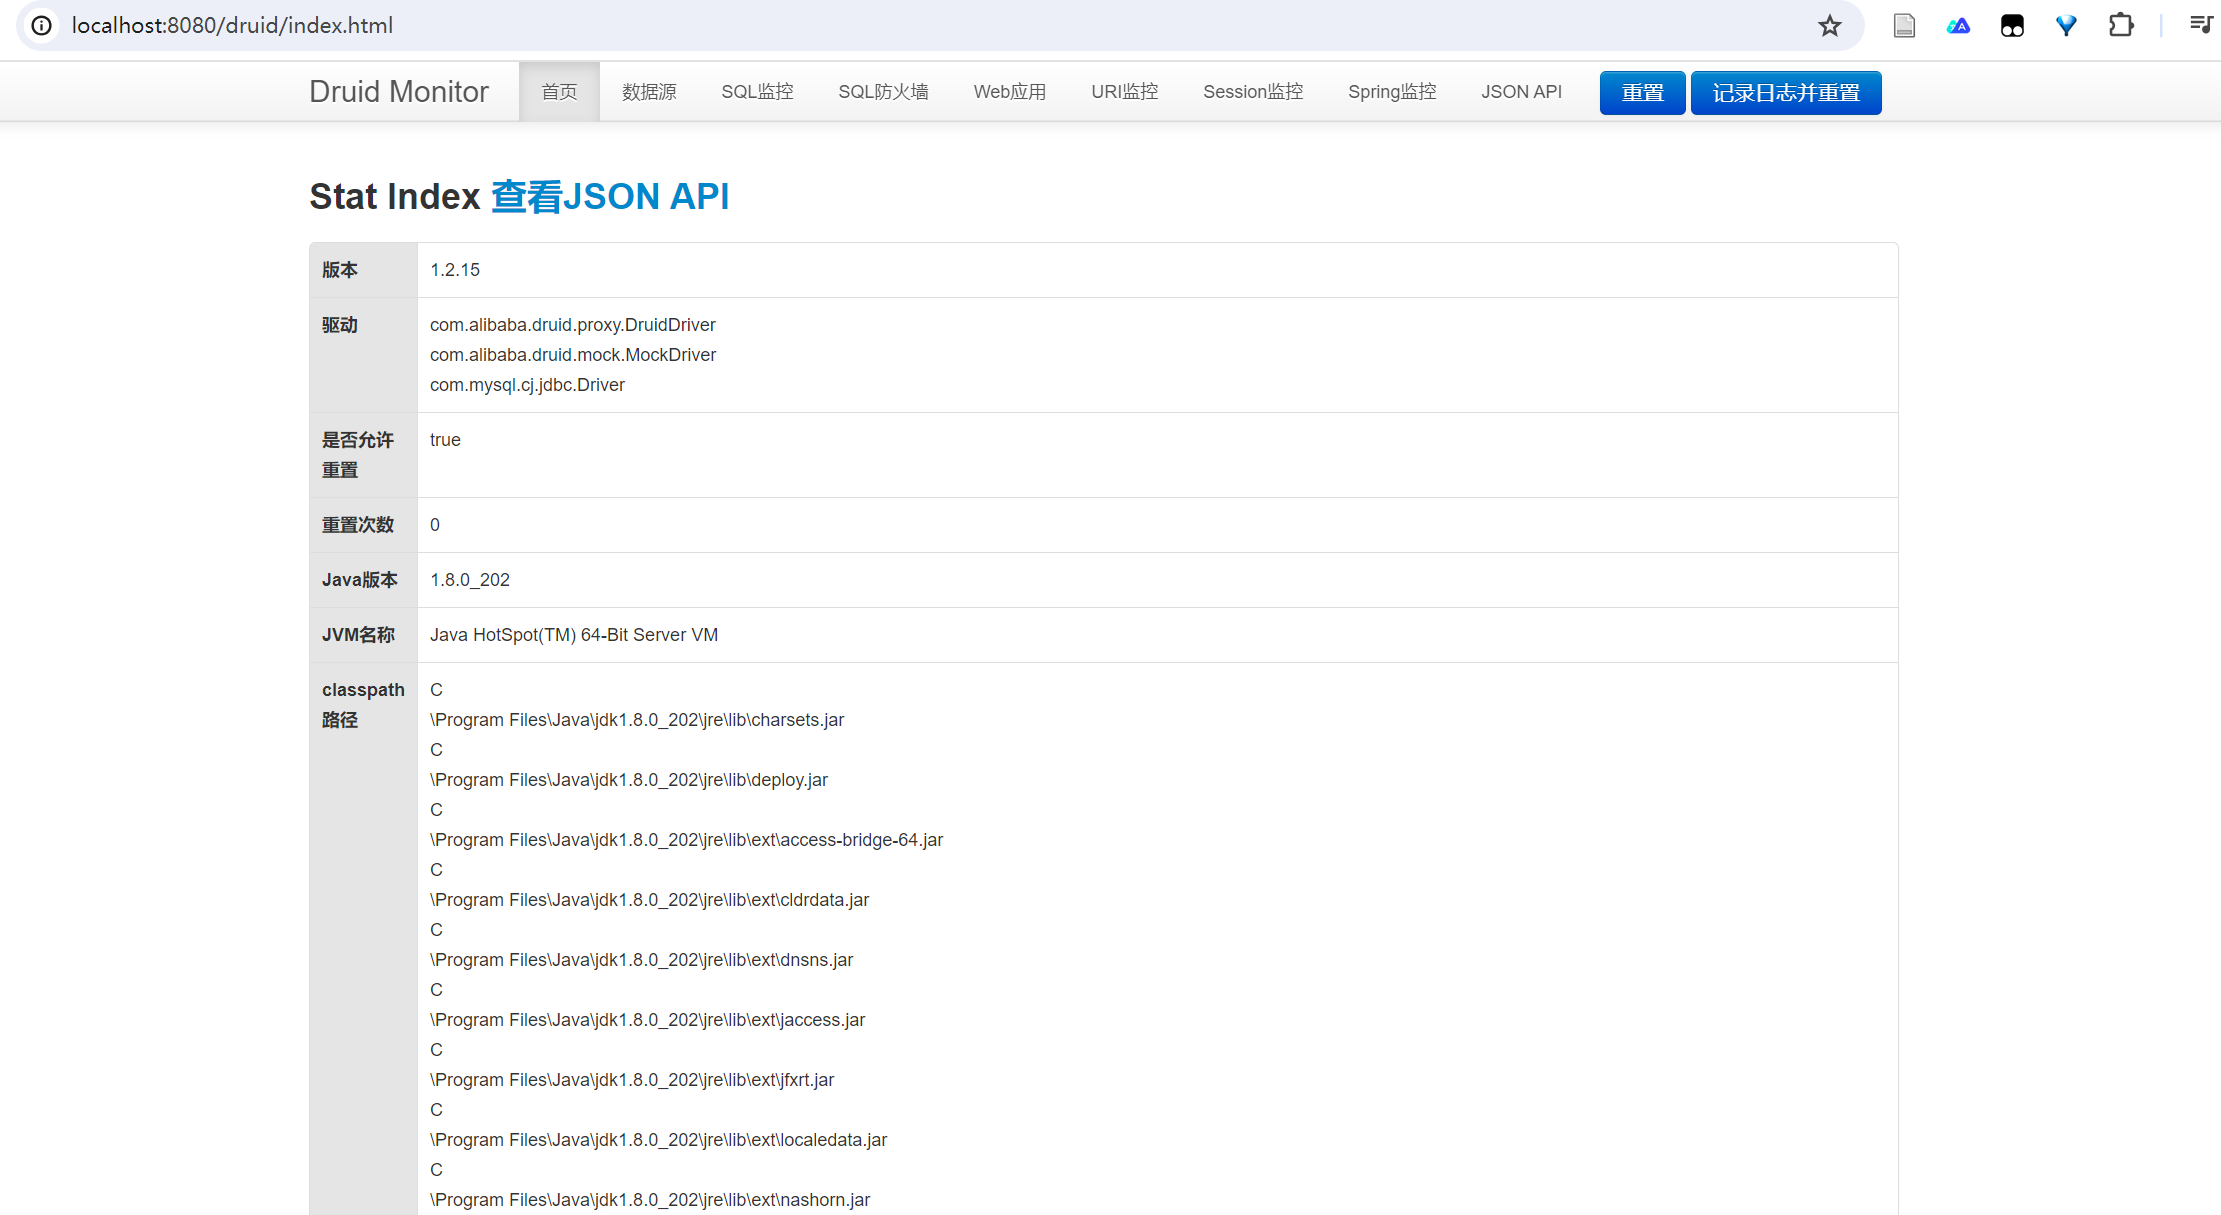 localhost:8080/druid/index.html
Druid Monitor 首页 数据源 SQL监控 SQL防火墙 Web应用 URI监控 Session监控 Spring监控 JSON API 重置 记录日志并重置
Stat Index 查看JSON API
版本 1.2.15
驱动 com.alibaba.druid.proxy.DruidDriver
com.alibaba.druid.mock.MockDriver
com.mysql.cj.jdbc.Driver
是否允许 true
重置
重置次数 0
Java版本 1.8.0_202
JVM名称 Java HotSpot(TM) 64-Bit Server VM
classpath C
路径 \Program Files\Java\jdk1.8.0_202\jre\lib\charsets.jar
C
\Program Files\Java\jdk1.8.0_202\jre\lib\deploy.jar
C
\Program Files\Java\jdk1.8.0_202\jre\lib\ext\access-bridge-64.jar
C
\Program Files\Java\jdk1.8.0_202\jre\lib\ext\cldrdata.jar
C
\Program Files\Java\jdk1.8.0_202\jre\lib\ext\dnsns.jar
C
\Program Files\Java\jdk1.8.0_202\jre\lib\ext\jaccess.jar
C
\Program Files\Java\jdk1.8.0_202\jre\lib\ext\jfxrt.jar
C
\Program Files\Java\jdk1.8.0_202\jre\lib\ext\localedata.jar
C
\Program Files\Java\jdk1.8.0_202\jre\lib\ext\nashorn.jar